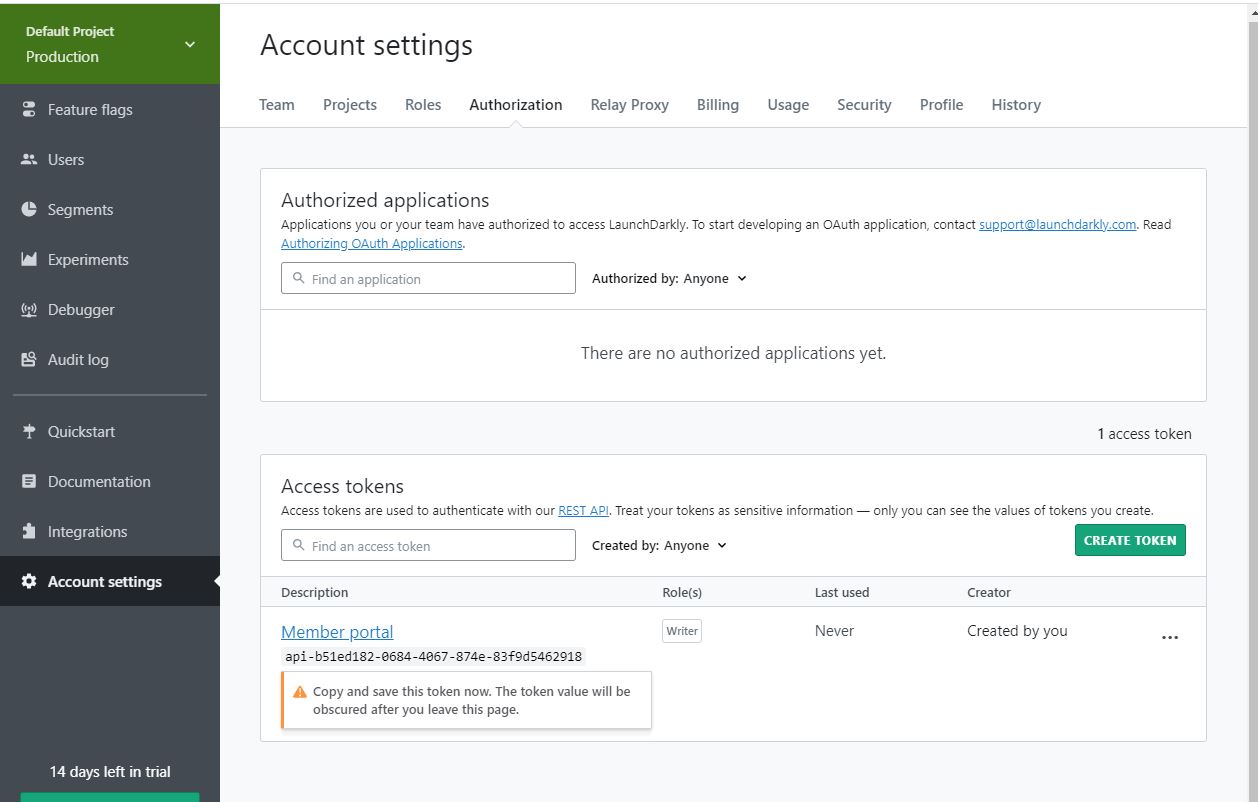 Default Project
Production
Feature flags
Users
Segments
Experiments
Debugger
Audit log
Quickstart
Documentation
Integrations
Account settings
14 days left in trial
Account settings
Team Projects Roles Authorization Relay Proxy Billing Usage Security Profile History
Authorized applications
Applications you or your team have authorized to access LaunchDarkly. To start developing an OAuth application, contact support@launchdarkly.com. Read
Authorizing OAuth Applications.
Find an application Authorized by: Anyone
There are no authorized applications yet.
1 access token
Access tokens
Access tokens are used to authenticate with our REST API. Treat your tokens as sensitive information — only you can see the values of tokens you create.
Find an access token Created by: Anyone CREATE TOKEN
Description Role(s) Last used Creator
Member portal Writer Never Created by you
api-b51ed182-0684-4067-874e-83f9d5462918
Copy and save this token now. The token value will be
obscured after you leave this page.